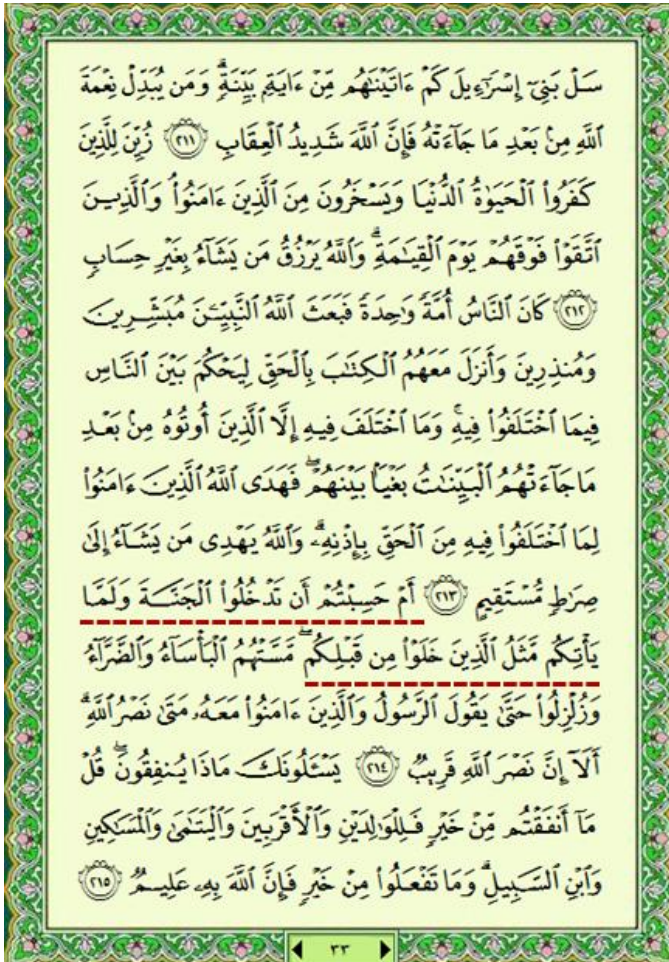 سَلْ بَنِىٓ إِسْرَٰٓءِيلَ كَمْ ءَاتَيْنَٰهُم مِّنْ ءَايَةٍۭ بَيِّنَةٍۗ وَمَن يُبَدِّلْ نِعْمَةَ
ٱللَّهِ مِنۢ بَعْدِ مَا جَآءَتْهُ فَإِنَّ ٱللَّهَ شَدِيدُ ٱلْعِقَابِ ٢١١ زُيِّنَ لِلَّذِينَ
كَفَرُوا۟ ٱلْحَيَوٰةُ ٱلدُّنْيَا وَيَسْخَرُونَ مِنَ ٱلَّذِينَ ءَامَنُوا۟ۘ وَٱلَّذِينَ
ٱتَّقَوْا۟ فَوْقَهُمْ يَوْمَ ٱلْقِيَٰمَةِۗ وَٱللَّهُ يَرْزُقُ مَن يَشَآءُ بِغَيْرِ حِسَابٍ
٢١٢ كَانَ ٱلنَّاسُ أُمَّةً وَٰحِدَةً فَبَعَثَ ٱللَّهُ ٱلنَّبِيِّـۧنَ مُبَشِّرِينَ
وَمُنذِرِينَ وَأَنزَلَ مَعَهُمُ ٱلْكِتَٰبَ بِٱلْحَقِّ لِيَحْكُمَ بَيْنَ ٱلنَّاسِ
فِيمَا ٱخْتَلَفُوا۟ فِيهِۚ وَمَا ٱخْتَلَفَ فِيهِ إِلَّا ٱلَّذِينَ أُوتُوهُ مِنۢ بَعْدِ
مَا جَآءَتْهُمُ ٱلْبَيِّنَٰتُ بَغْيًۢا بَيْنَهُمْۖ فَهَدَى ٱللَّهُ ٱلَّذِينَ ءَامَنُوا۟
لِمَا ٱخْتَلَفُوا۟ فِيهِ مِنَ ٱلْحَقِّ بِإِذْنِهِۦۗ وَٱللَّهُ يَهْدِى مَن يَشَآءُ إِلَىٰ
صِرَٰطٍ مُّسْتَقِيمٍ ٢١٣ أَمْ حَسِبْتُمْ أَن تَدْخُلُوا۟ ٱلْجَنَّةَ وَلَمَّا
يَأْتِكُم مَّثَلُ ٱلَّذِينَ خَلَوْا۟ مِن قَبْلِكُمۖ مَّسَّتْهُمُ ٱلْبَأْسَآءُ وَٱلضَّرَّآءُ
وَزُلْزِلُوا۟ حَتَّىٰ يَقُولَ ٱلرَّسُولُ وَٱلَّذِينَ ءَامَنُوا۟ مَعَهُۥ مَتَىٰ نَصْرُ ٱللَّهِۗ
أَلَآ إِنَّ نَصْرَ ٱللَّهِ قَرِيبٌ ٢١٤ يَسْـَٔلُونَكَ مَاذَا يُنفِقُونَۖ قُلْ
مَآ أَنفَقْتُم مِّنْ خَيْرٍ فَلِلْوَٰلِدَيْنِ وَٱلْأَقْرَبِينَ وَٱلْيَتَٰمَىٰ وَٱلْمَسَٰكِينِ
وَٱبْنِ ٱلسَّبِيلِۗ وَمَا تَفْعَلُوا۟ مِنْ خَيْرٍ فَإِنَّ ٱللَّهَ بِهِۦ عَلِيمٌ ٢١٥
٣٣